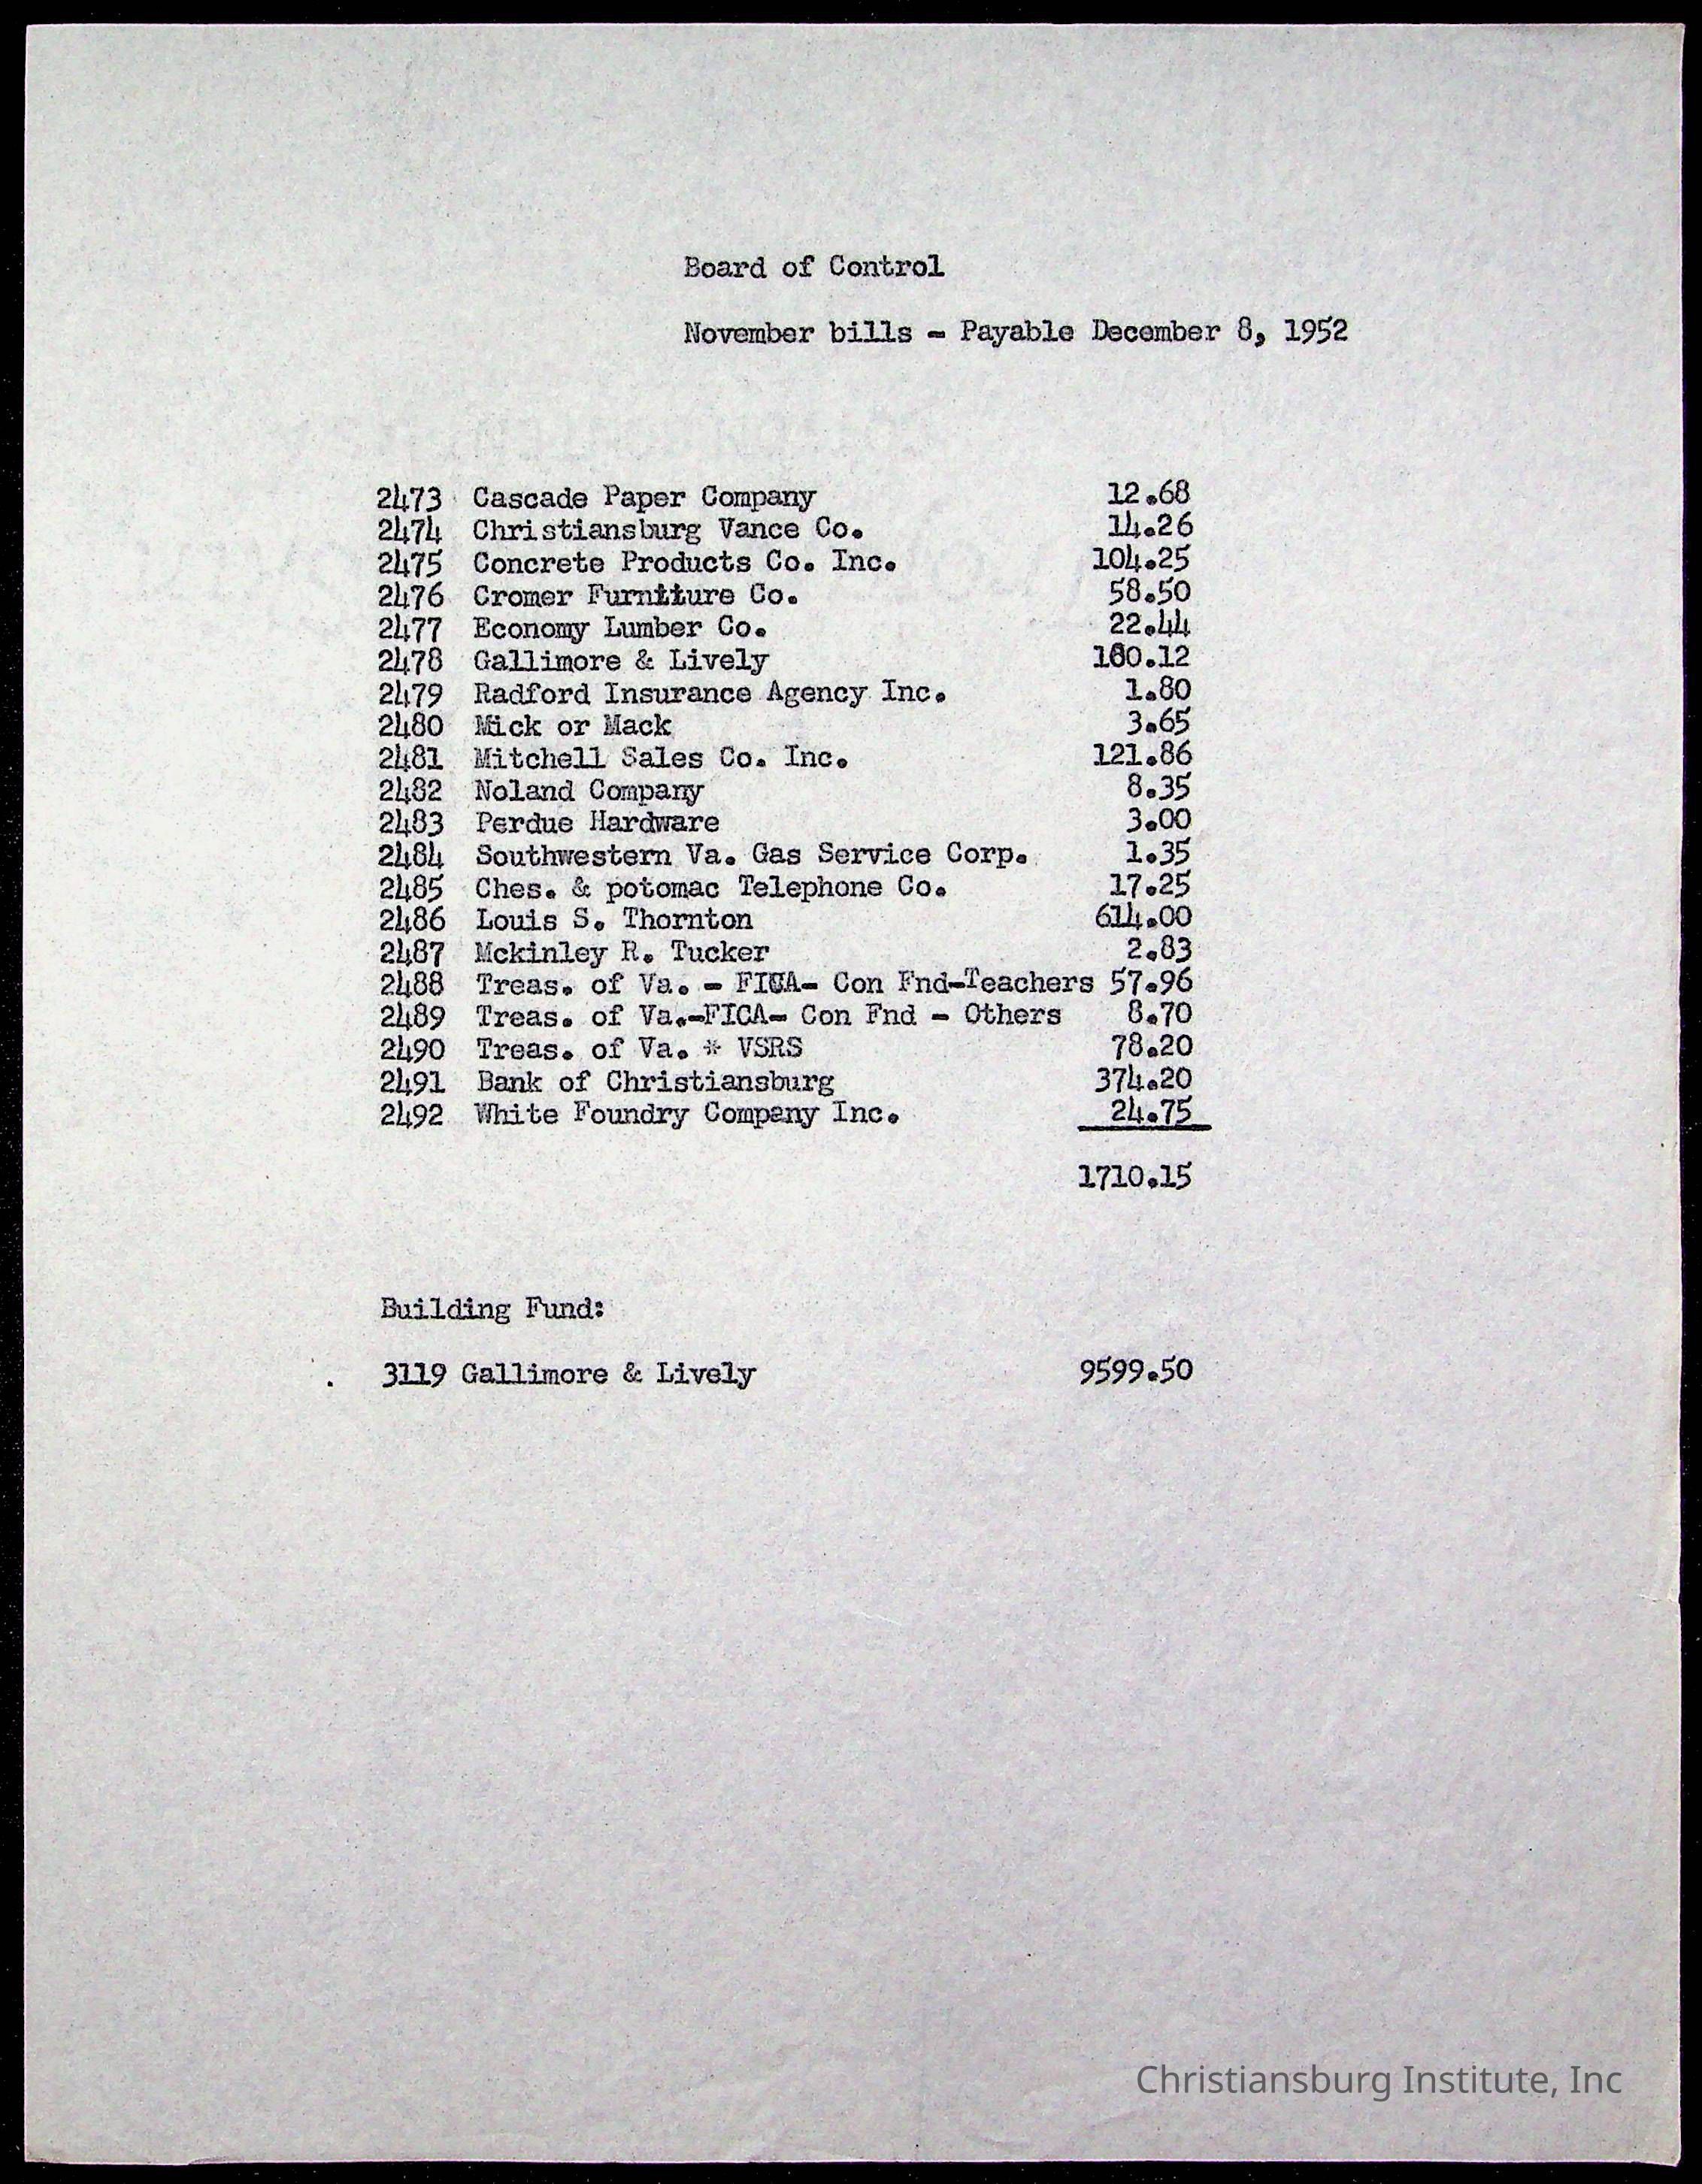 Board of Control
November bills - Payable December 8, 1952
2473 Cascade Paper Company 12.68
2474 Christiansburg Vance Co. 14.26
2475 Concrete Products Co. Inc. 104.25
2476 Cromer Furniture Co. 58.50
2477 Economy Lumber Co. 22.44
2478 Gallimore & Lively 180.12
2479 Radford Insurance Agency Inc. 1.80
2480 Mick or Mack 3.65
2481 Mitchell Sales Co. Inc. 121.86
2482 Noland Company 8.35
2483 Perdue Hardware 3.00
2484 Southwestern Va. Gas Service Corp. 1.35
2485 Ches. & potomac Telephone Co. 17.25
2486 Louis S. Thornton 614.00
2487 Mckinley R. Tucker 2.83
2488 Treas. of Va. - FICA- Con Fnd-Teachers 57.96
2489 Treas. of Va.-FICA- Con Fnd - Others 8.70
2490 Treas. of Va. * VSRS 78.20
2491 Bank of Christiansburg 374.20
2492 White Foundry Company Inc. 24.75
1710.15
Building Fund:
3119 Gallimore & Lively 9599.50
Christiansburg Institute, Inc